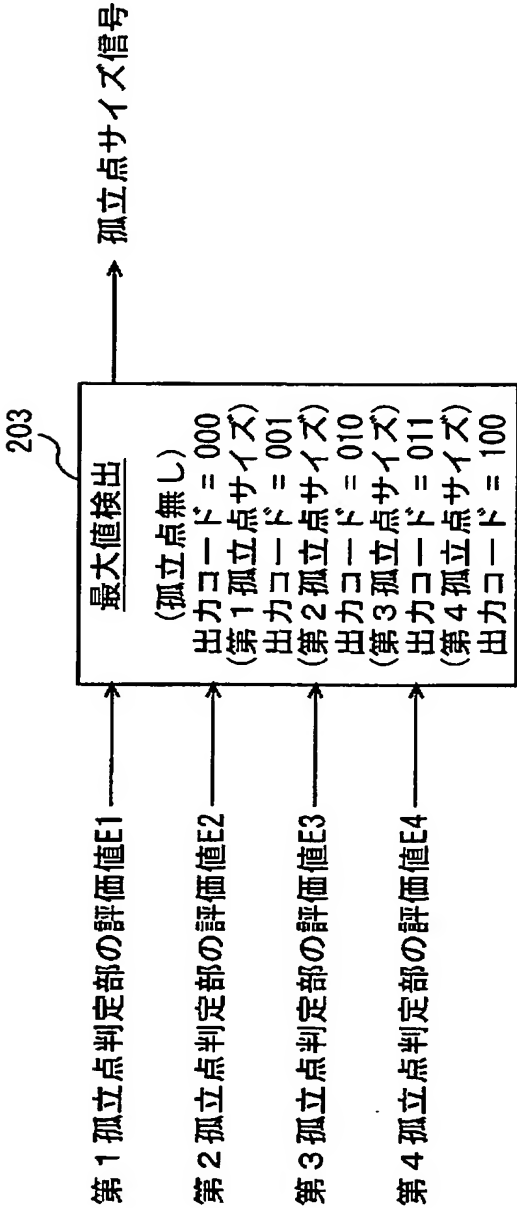 203
最大値検出
(孤立点無し)
出力コード = 000
(第1孤立点サイズ)
出力コード = 001
(第2孤立点サイズ)
出力コード = 010
(第3孤立点サイズ)
出力コード = 011
(第4孤立点サイズ)
出力コード = 100
第1孤立点判定部の評価値E1
第2孤立点判定部の評価値E2
第3孤立点判定部の評価値E3
第4孤立点判定部の評価値E4
孤立点サイズ信号